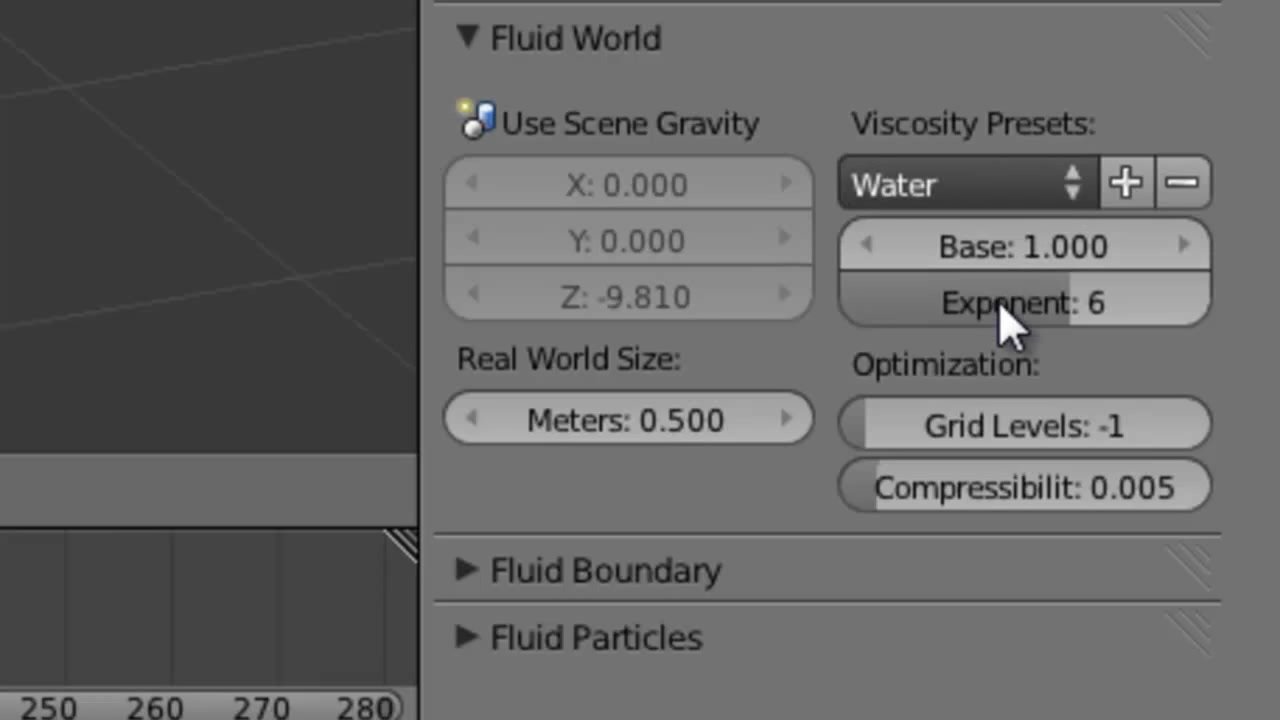 Fluid World
Use Scene Gravity
X: 0.000
Y: 0.000
Z: -9.810
Real World Size:
Meters: 0.500
Viscosity Presets:
Water
Base: 1.000
Exponent: 6
Optimization:
Grid Levels: -1
Compressibilit: 0.005
Fluid Boundary
Fluid Particles
250 260 270 280